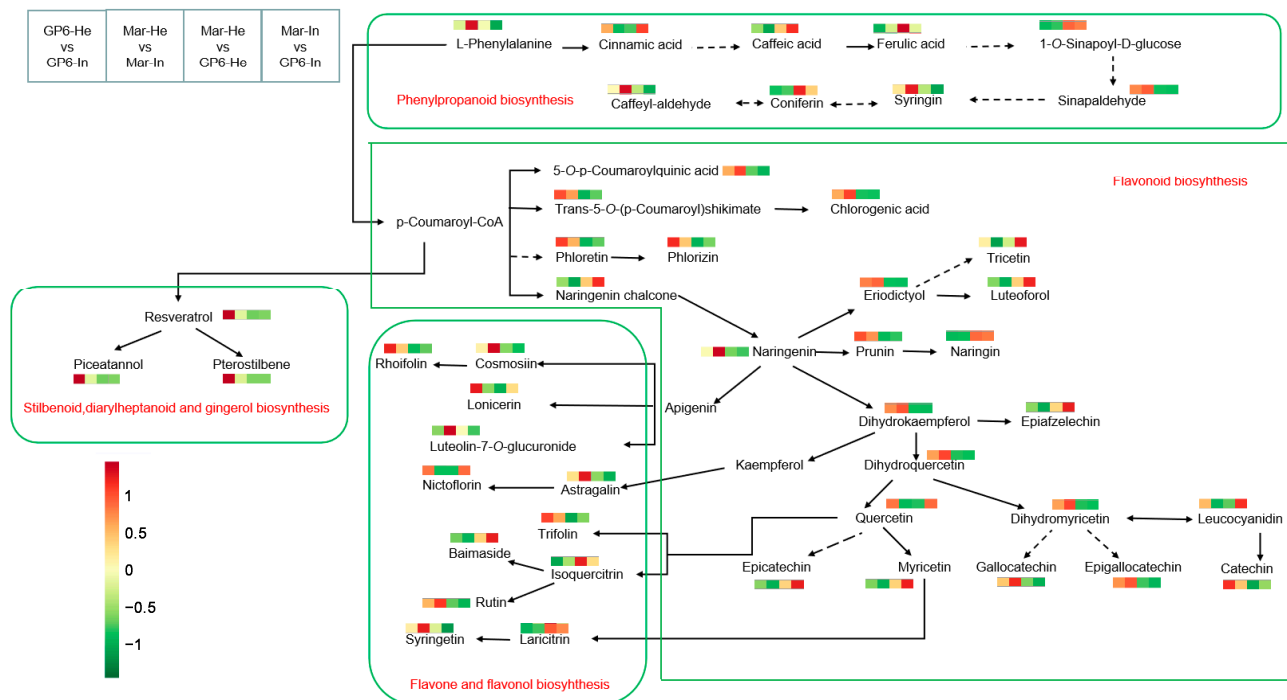 GP6-He
vs
GP6-In
Mar-He
vs
Mar-In
Mar-He
vs
GP6-He
Mar-In
vs
GP6-In
L-Phenylalanine
Cinnamic acid
Caffeic acid
Ferulic acid
1-O-Sinapoyl-D-glucose
Phenylpropanoid biosynthesis
Caffeyl-aldehyde
Coniferin
Syringin
Sinapaldehyde
5-O-p-Coumaroylquinic acid
Flavonoid biosyhthesis
Trans-5-O-(p-Coumaroyl)shikimate
Chlorogenic acid
p-Coumaroyl-CoA
Phloretin
Phlorizin
Tricetin
Naringenin chalcone
Eriodictyol
Luteoforol
Resveratrol
Piceatannol
Pterostilbene
Stilbenoid,diarylheptanoid and gingerol biosynthesis
Naringenin
Prunin
Naringin
Rhoifolin
Cosmosiin
Lonicerin
Apigenin
Luteolin-7-O-glucuronide
Dihydrokaempferol
Epiafzelechin
Kaempferol
Dihydroquercetin
Nictoflorin
Astragalin
Quercetin
Dihydromyricetin
Leucocyanidin
Trifolin
Baimaside
Isoquercitrin
Epicatechin
Myricetin
Gallocatechin
Epigallocatechin
Catechin
Rutin
Syringetin
Laricitrin
Flavone and flavonol biosyhthesis
1
0.5
0
−0.5
−1